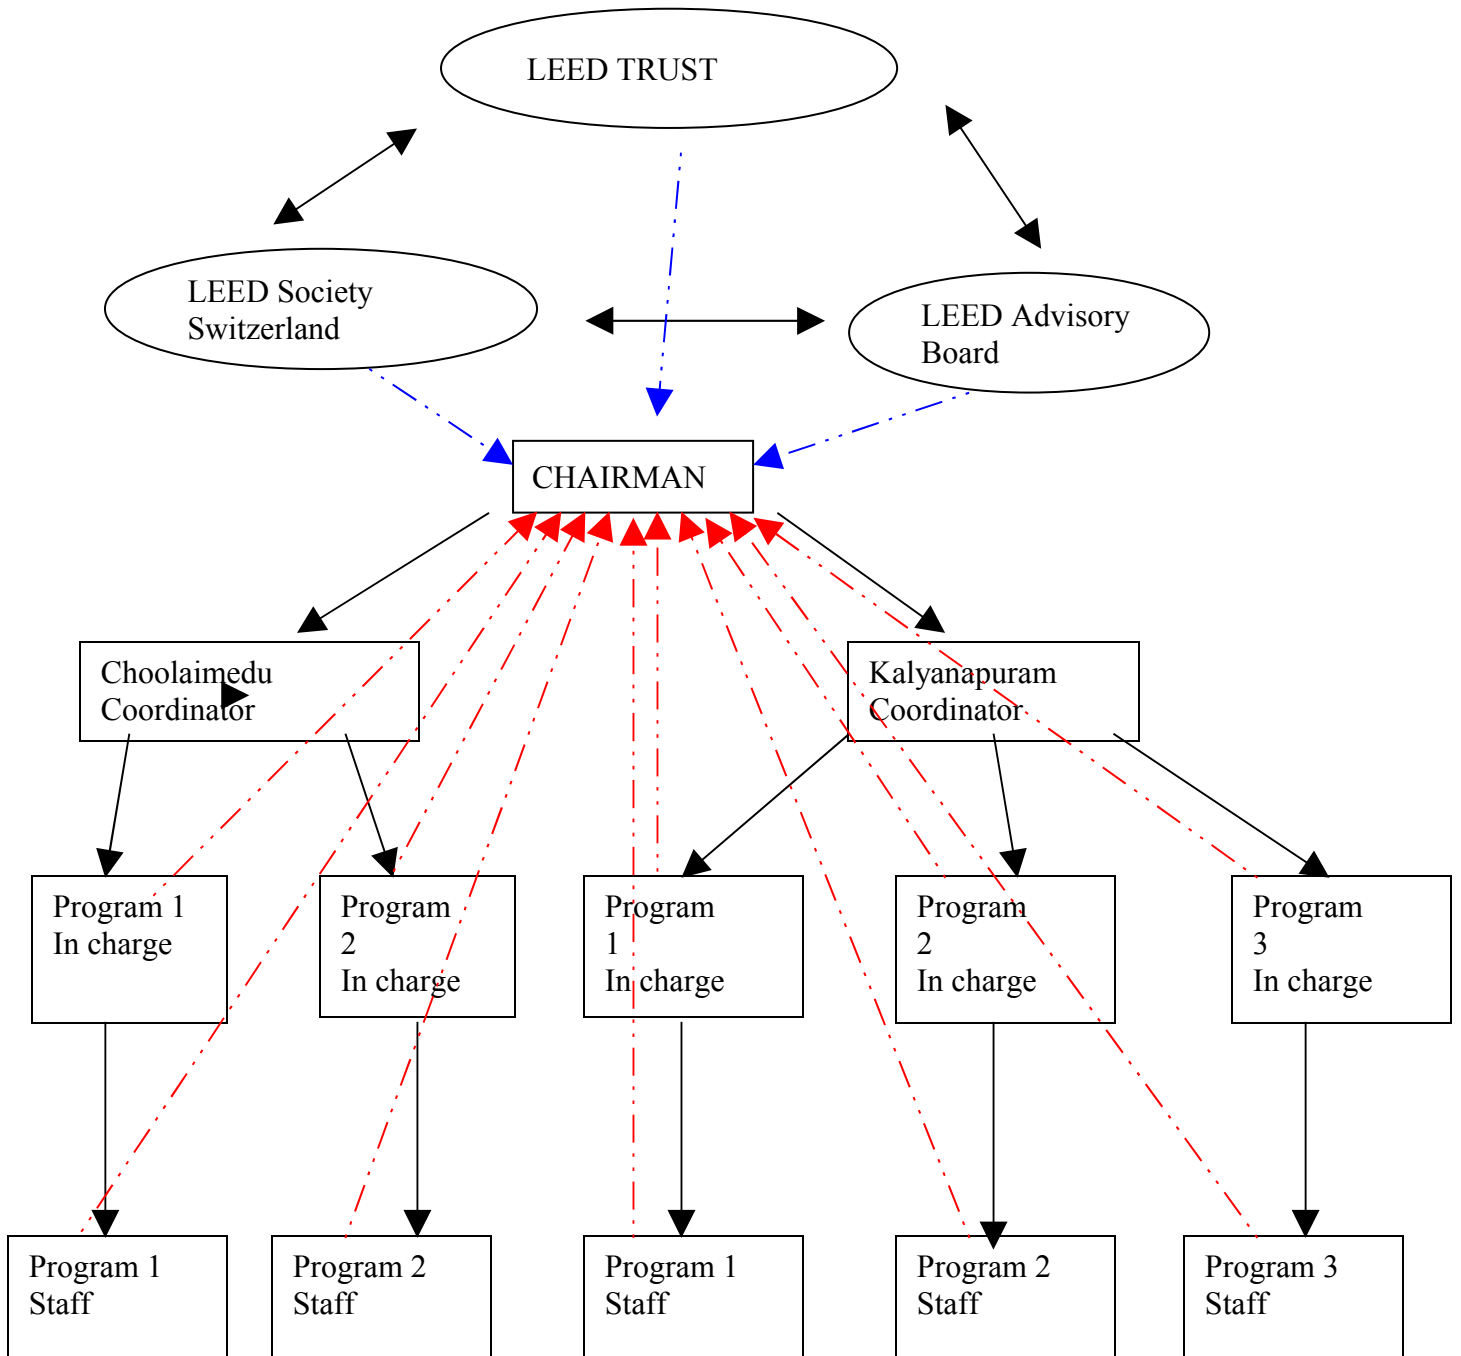 LEED TRUST
LEED Society
Switzerland
LEED Advisory
Board
CHAIRMAN
Choolaimedu
Coordinator
Kalyanapuram
Coordinator
Program 1
In charge
Program
2
In charge
Program
1
In charge
Program
2
In charge
Program
3
In charge
Program 1
Staff
Program 2
Staff
Program 1
Staff
Program 2
Staff
Program 3
Staff